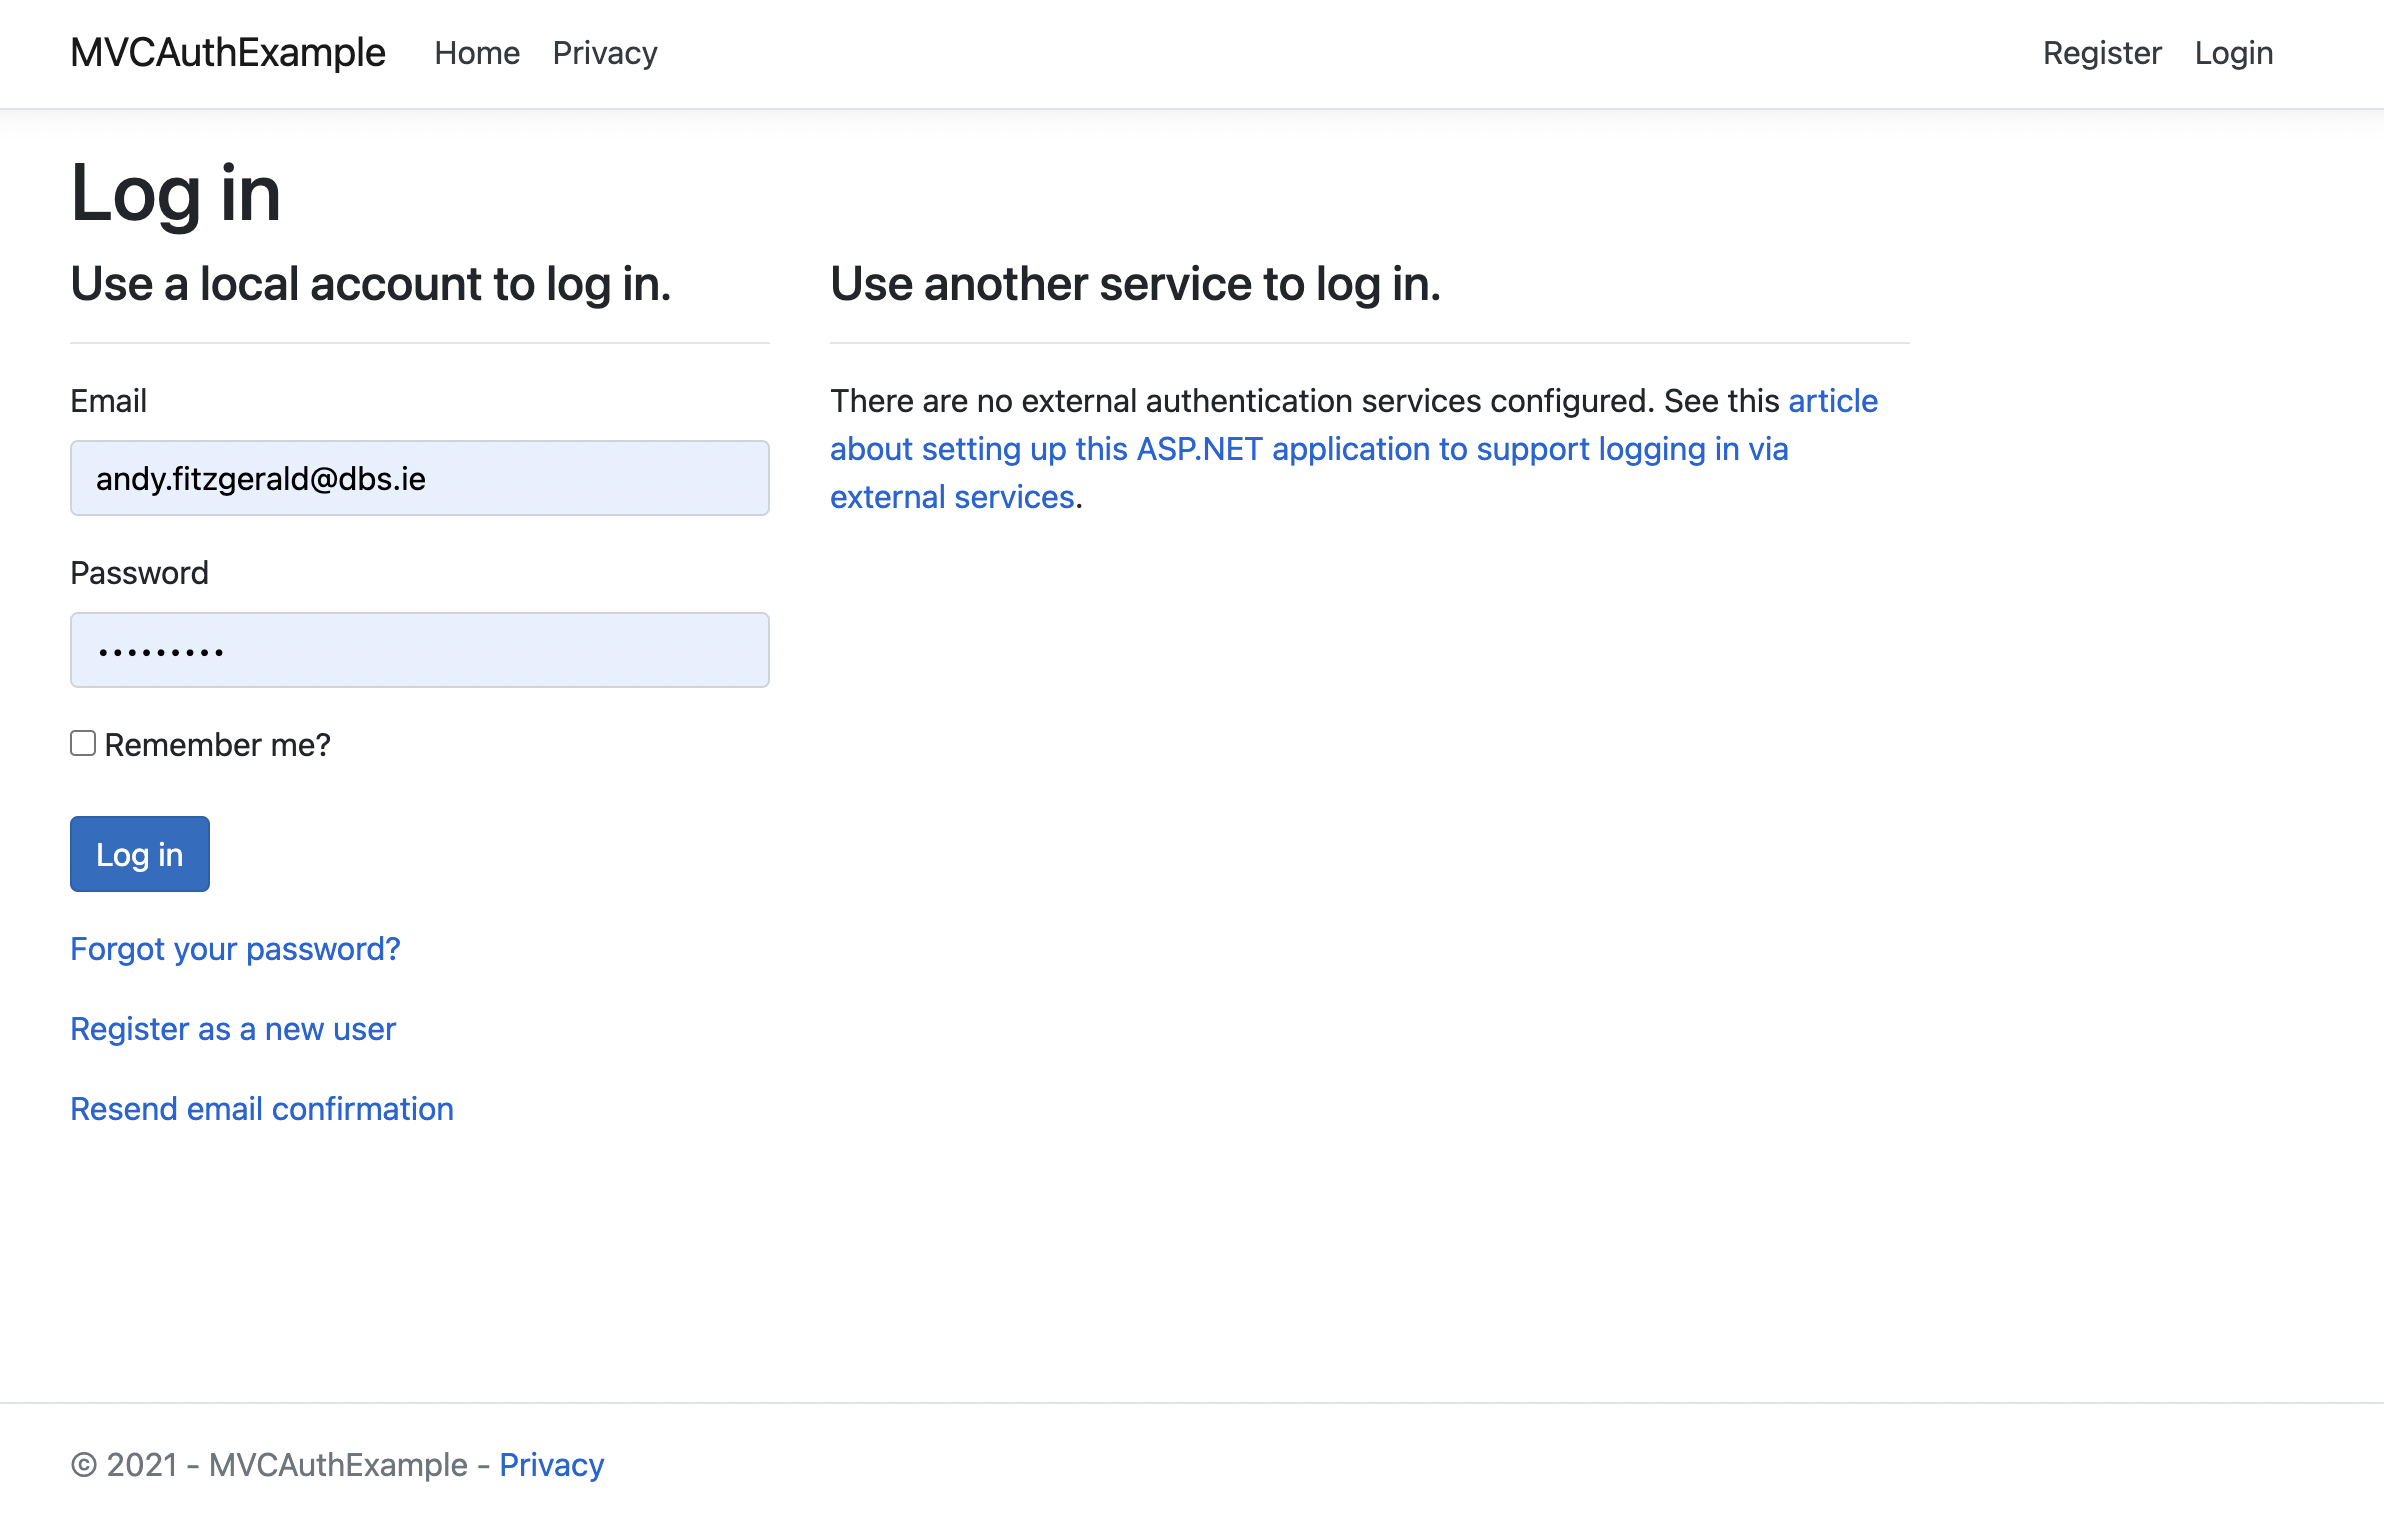 MVCAuthExample Home Privacy Register Login
Log in
Use a local account to log in.
Email
andy.fitzgerald@dbs.ie
Password
•••••••••
Remember me?
Log in
Forgot your password?
Register as a new user
Resend email confirmation
Use another service to log in.
There are no external authentication services configured. See this article
about setting up this ASP.NET application to support logging in via
external services.
© 2021 - MVCAuthExample - Privacy